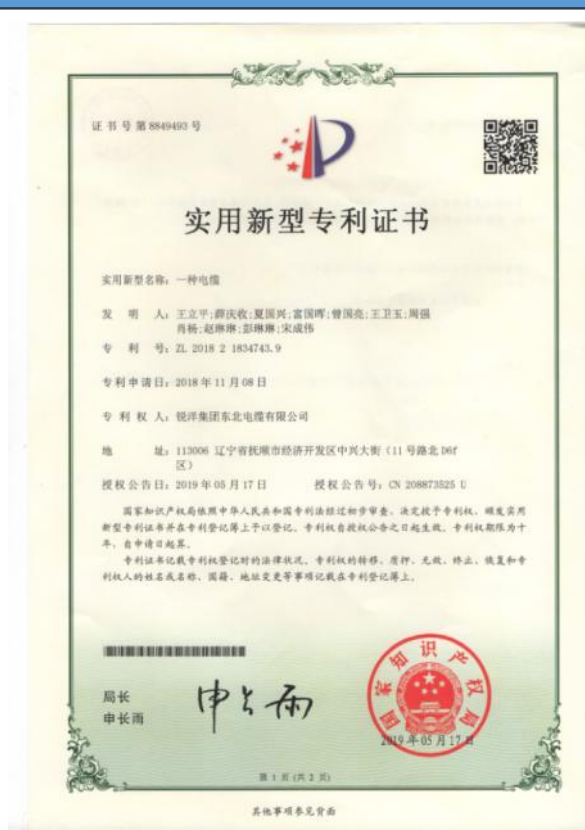 证书号第8849493号
实用新型专利证书
实用新型名称：一种电缆
发明人：王立平;薛庆收;夏国兴;富国晖;曾国亮;王卫玉;周强
肖杨;赵琳琳;彭琳琳;宋成伟
专利号：ZL 2018 2 1834743.9
专利申请日：2018年11月08日
专利权人：锐洋集团东北电缆有限公司
地址：113006 辽宁省抚顺市经济开发区中兴大街（11号路北D6f
区）
授权公告日：2019年05月17日 授权公告号：CN 208873525 U
国家知识产权局依照中华人民共和国专利法经过初步审查，决定授予专利权，颁发实用
新型专利证书并在专利登记簿上予以登记。专利权自授权公告之日起生效。专利权期限为十
年，自申请日起算。
专利证书记载专利权登记时的法律状况。专利权的转移、质押、无效、终止、恢复和专
利权人的姓名或名称、国籍、地址变更等事项记载在专利登记簿上。
局长
申长雨
申长雨
国家知识产权局
2019年05月17日
第1页(共2页)
其他事项参见背面